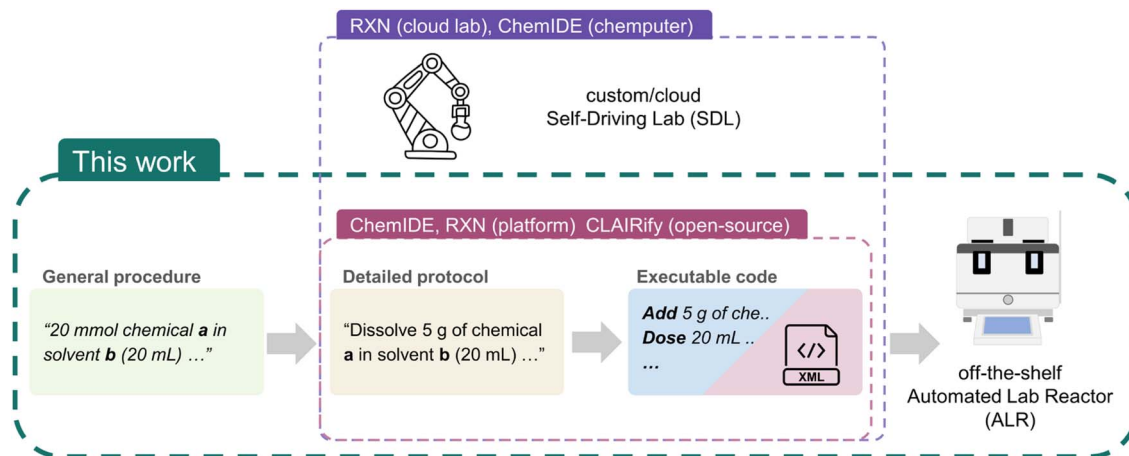 RXN (cloud lab), ChemIDE (chemputer)
custom/cloud
Self-Driving Lab (SDL)
This work
ChemIDE, RXN (platform) CLAIRify (open-source)
General procedure
“20 mmol chemical a in
solvent b (20 mL) …”
Detailed protocol
“Dissolve 5 g of chemical
a in solvent b (20 mL) …”
Executable code
Add 5 g of che..
Dose 20 mL ..
...
</>
XML
off-the-shelf
Automated Lab Reactor
(ALR)